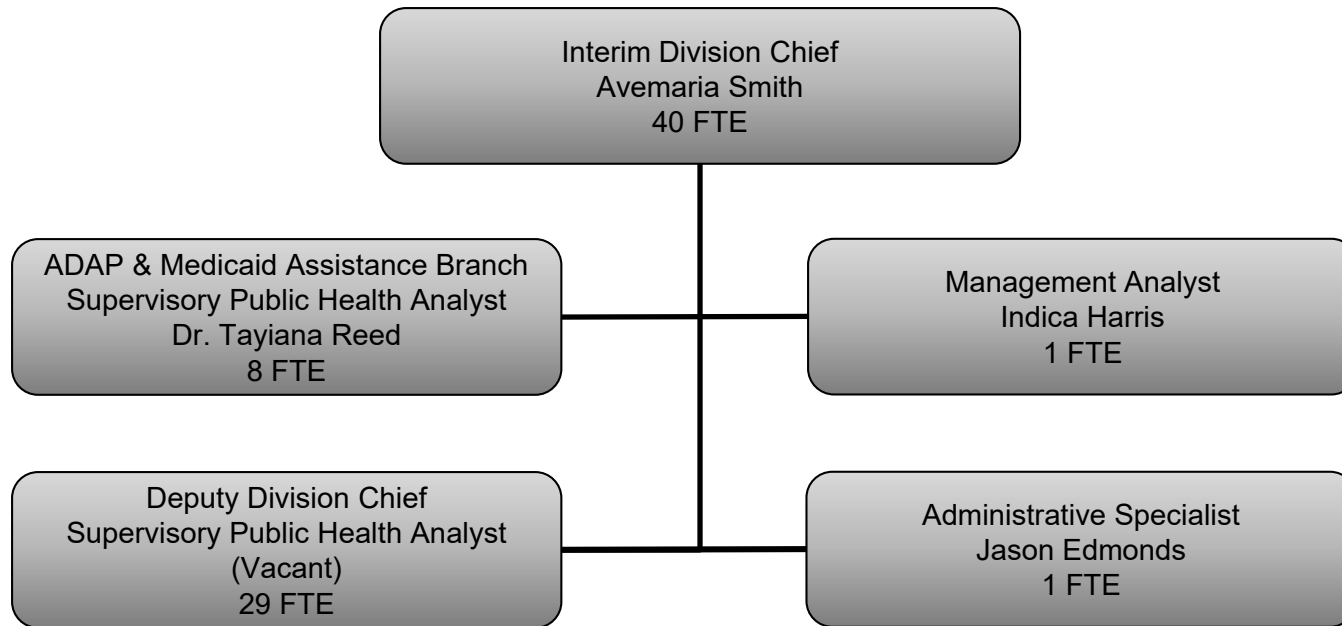 Interim Division Chief
Avemaria Smith
40 FTE
ADAP & Medicaid Assistance Branch
Supervisory Public Health Analyst
Dr. Tayiana Reed
8 FTE
Management Analyst
Indica Harris
1 FTE
Deputy Division Chief
Supervisory Public Health Analyst
(Vacant)
29 FTE
Administrative Specialist
Jason Edmonds
1 FTE